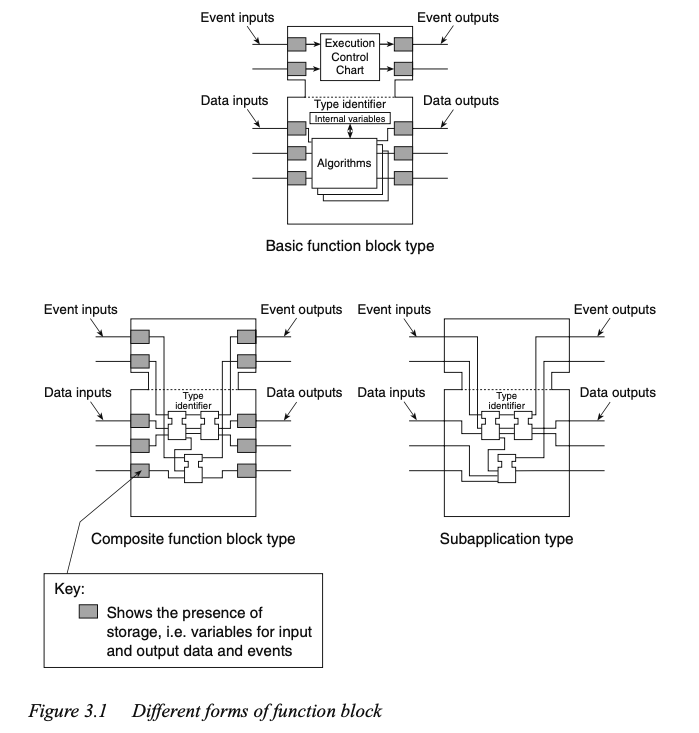 Event inputs
Event outputs
Execution
Control
Chart
Data inputs
Data outputs
Type identifier
Internal variables
Algorithms
Basic function block type
Event inputs
Event outputs
Data inputs
Data outputs
Type
identifier
Composite function block type
Event inputs
Event outputs
Data inputs
Data outputs
Type
identifier
Subapplication type
Key:
Shows the presence of
storage, i.e. variables for input
and output data and events
Figure 3.1 Different forms of function block